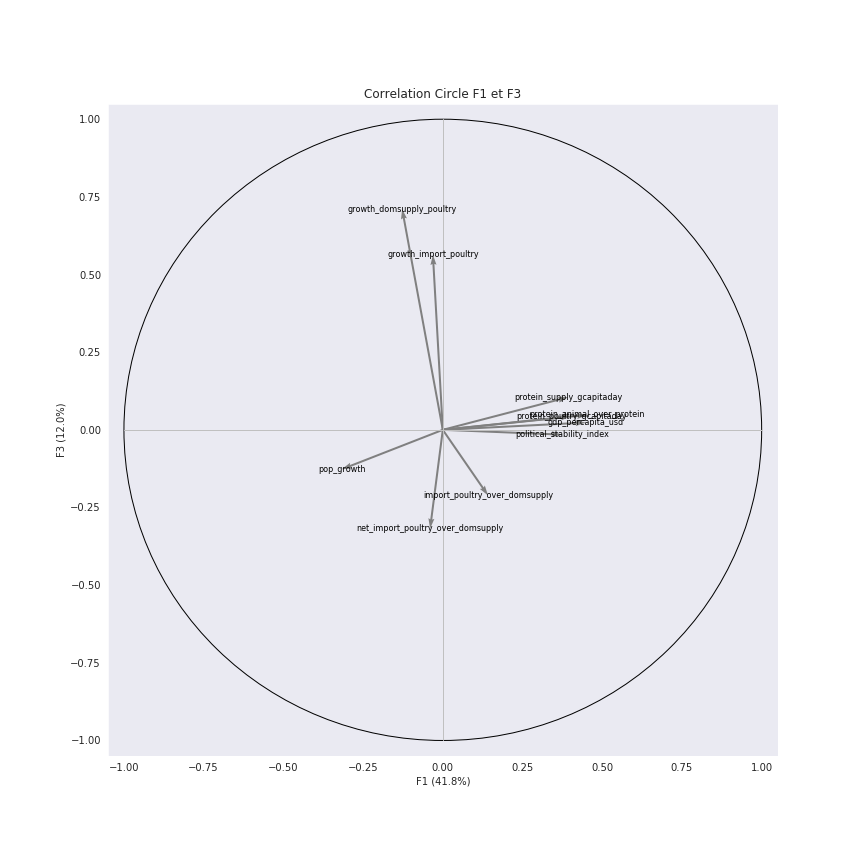 Correlation Circle F1 et F3
1.00
0.75
growth_domsupply_poultry
growth_import_poultry
0.50
0.25
protein_supply_gcapitaday
protein_animal_over_protein
protein_poultry_gcapitaday
gdp_percapita_usd
0.00
political_stability_index
pop_growth
import_poultry_over_domsupply
−0.25
net_import_poultry_over_domsupply
−0.50
−0.75
−1.00
F3 (12.0%)
−1.00 −0.75 −0.50 −0.25 0.00 0.25 0.50 0.75 1.00
F1 (41.8%)